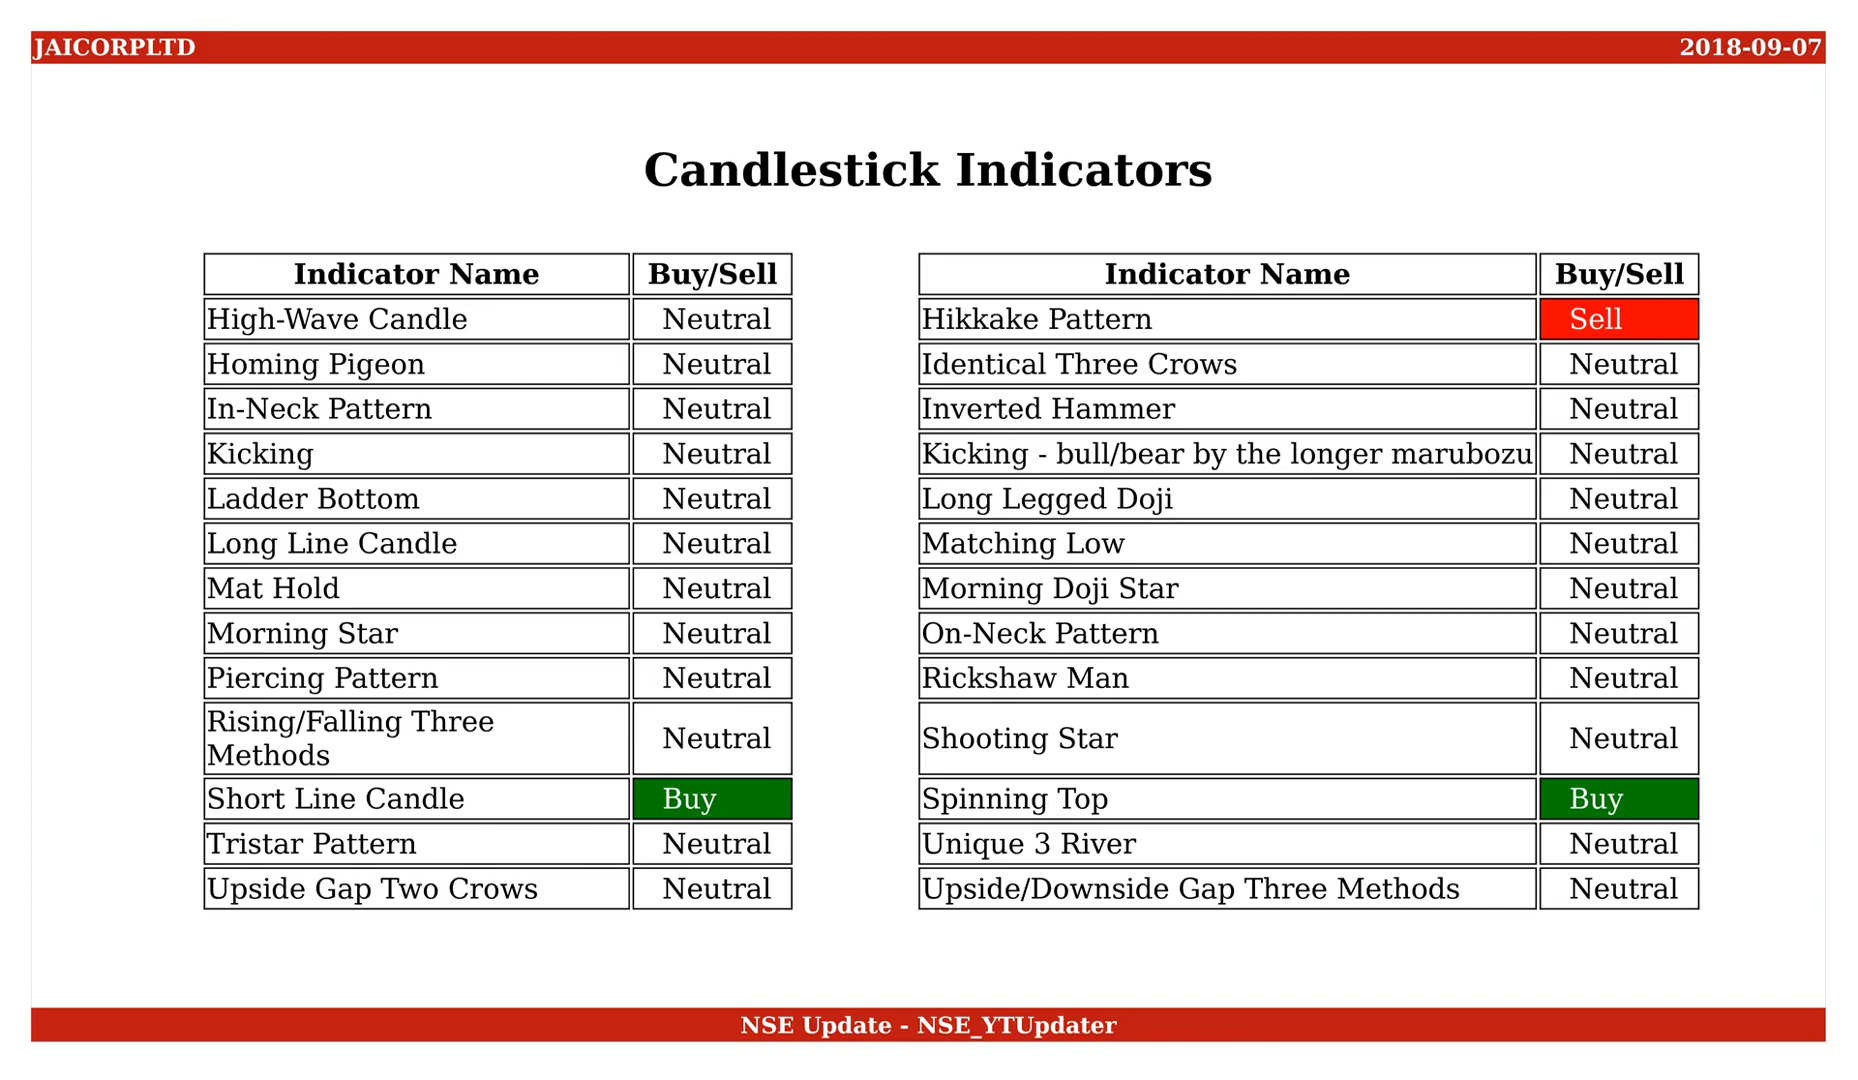 JAICORPLTD 2018-09-07
Candlestick Indicators
Indicator Name Buy/Sell
High-Wave Candle Neutral
Homing Pigeon Neutral
In-Neck Pattern Neutral
Kicking Neutral
Ladder Bottom Neutral
Long Line Candle Neutral
Mat Hold Neutral
Morning Star Neutral
Piercing Pattern Neutral
Rising/Falling Three
Methods Neutral
Short Line Candle Buy
Tristar Pattern Neutral
Upside Gap Two Crows Neutral
Indicator Name Buy/Sell
Hikkake Pattern Sell
Identical Three Crows Neutral
Inverted Hammer Neutral
Kicking - bull/bear by the longer marubozu Neutral
Long Legged Doji Neutral
Matching Low Neutral
Morning Doji Star Neutral
On-Neck Pattern Neutral
Rickshaw Man Neutral
Shooting Star Neutral
Spinning Top Buy
Unique 3 River Neutral
Upside/Downside Gap Three Methods Neutral
NSE Update - NSE_YTUpdater